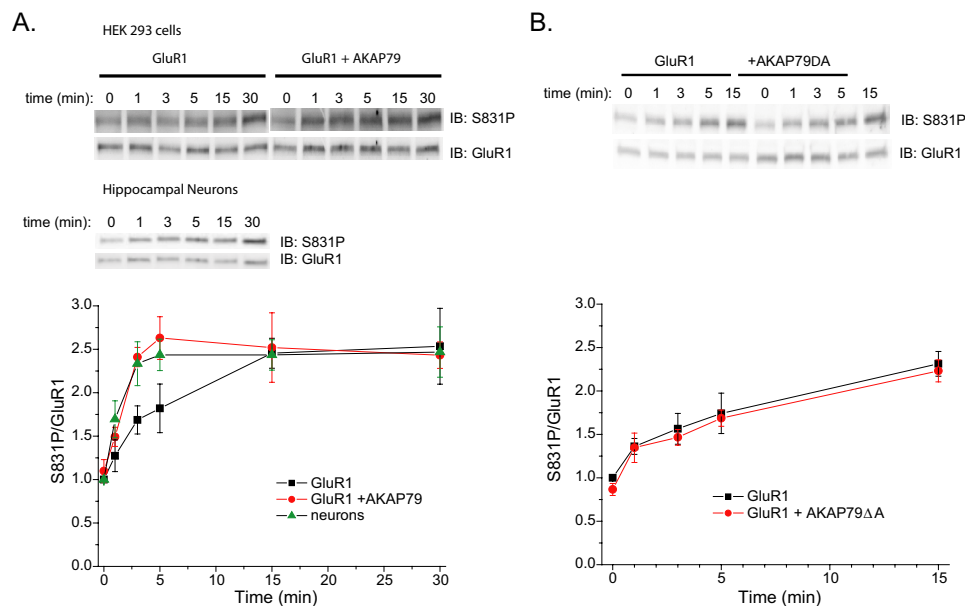 A.
HEK 293 cells
GluR1
GluR1 + AKAP79
time (min): 0 1 3 5 15 30 0 1 3 5 15 30
IB: S831P
IB: GluR1
Hippocampal Neurons
time (min): 0 1 3 5 15 30
IB: S831P
IB: GluR1
3.0
2.5
2.0
1.5
1.0
2.5
0.0
S831P/GluR1
GluR1
GluR1 +AKAP79
neurons
0 5 10 15 20 25 30
Time (min)
B.
GluR1
+AKAP79DA
time (min): 0 1 3 5 15 0 1 3 5 15
IB: S831P
IB: GluR1
3.0
2.5
2.0
1.5
1.0
2.5
0.0
S831P/GluR1
GluR1
GluR1 + AKAP79ΔA
0 5 10 15
Time (min)